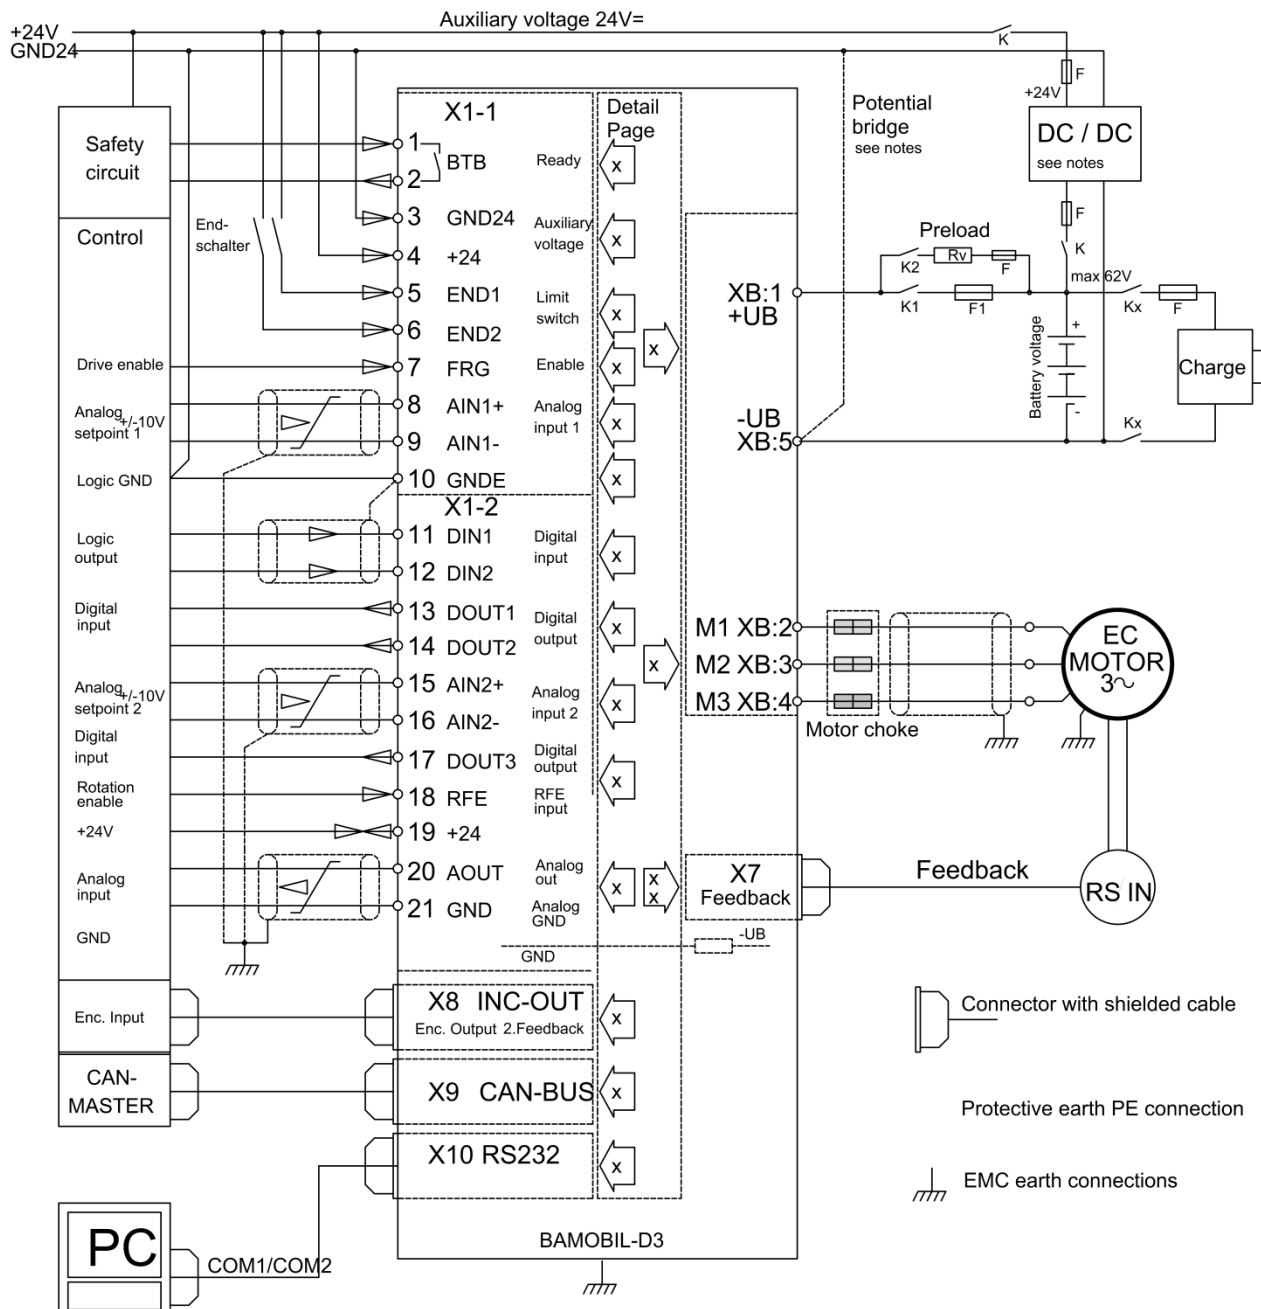 Auxiliary voltage 24V=
+24V
GND24
K
F
+24V
DC / DC
see notes
F
K
Potential
bridge
see notes
Preload
K2
Rv
F
K1
F1
max 62V
Kx
F
Battery voltage
+
-
Charge
Kx
Safety
circuit
Control
End-
schalter
Drive enable
Analog
+/-10V
setpoint 1
Logic GND
Logic
output
Digital
input
Analog
+/-10V
setpoint 2
Digital
input
Rotation
enable
+24V
Analog
input
GND
Enc. Input
CAN-
MASTER
PC
COM1/COM2
X1-1
Detail
Page
1
BTB
Ready
x
2
3 GND24
Auxiliary
voltage
x
4 +24
5 END1
Limit
switch
x
6 END2
x
7 FRG
Enable
x
8 AIN1+
Analog
input 1
x
9 AIN1-
10 GNDE
x
X1-2
11 DIN1
Digital
input
x
12 DIN2
13 DOUT1
Digital
output
x
14 DOUT2
x
15 AIN2+
Analog
input 2
x
16 AIN2-
17 DOUT3
Digital
output
x
18 RFE
RFE
input
19 +24
20 AOUT
Analog
out
x
x
x
21 GND
Analog
GND
GND
-UB
X8 INC-OUT
Enc. Output 2.Feedback
x
X9 CAN-BUS
x
X10 RS232
x
BAMOBIL-D3
XB:1
+UB
-UB
XB:5
M1 XB:2
M2 XB:3
M3 XB:4
Motor choke
EC
MOTOR
3~
X7
Feedback
Feedback
RS IN
Connector with shielded cable
Protective earth PE connection
EMC earth connections